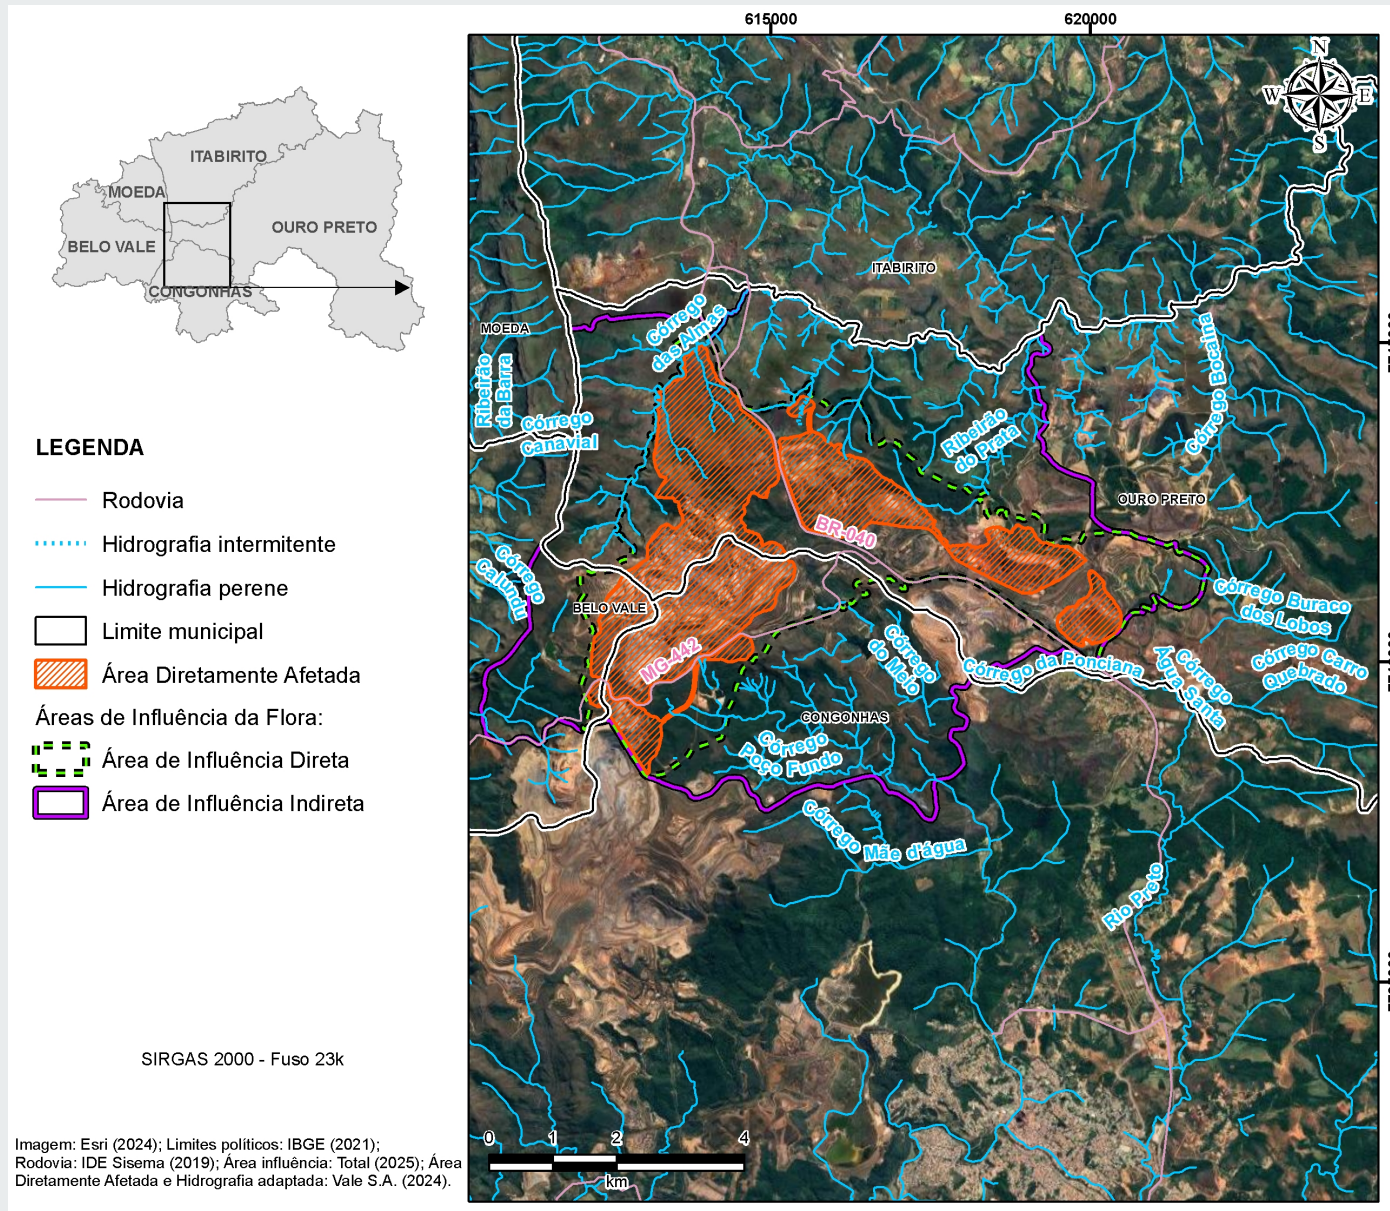 615000
620000
N
W
E
S
ITABIRITO
MOEDA
OURO PRETO
BELO VALE
CONGONHAS
ITABIRITO
MOEDA
Córrego
das Almas
Ribeirão
da Barra
Córrego
Canavial
Ribeirão
do Prata
Córrego Bocaina
OURO PRETO
BR-040
Córrego
Calundu
BELO VALE
MG-442
Córrego
do Meio
Córrego da Ponciana
Córrego Buraco
dos Lobos
Córrego Carro
Quebrado
Córrego
Água Santa
CONGONHAS
Córrego
Poço Fundo
Córrego Mãe d'água
Rio Preto
LEGENDA
Rodovia
Hidrografia intermitente
Hidrografia perene
Limite municipal
Área Diretamente Afetada
Áreas de Influência da Flora:
Área de Influência Direta
Área de Influência Indireta
SIRGAS 2000 - Fuso 23k
0 1 2 4
km
Imagem: Esri (2024); Limites políticos: IBGE (2021);
Rodovia: IDE Sisema (2019); Área influência: Total (2025); Área
Diretamente Afetada e Hidrografia adaptada: Vale S.A. (2024).